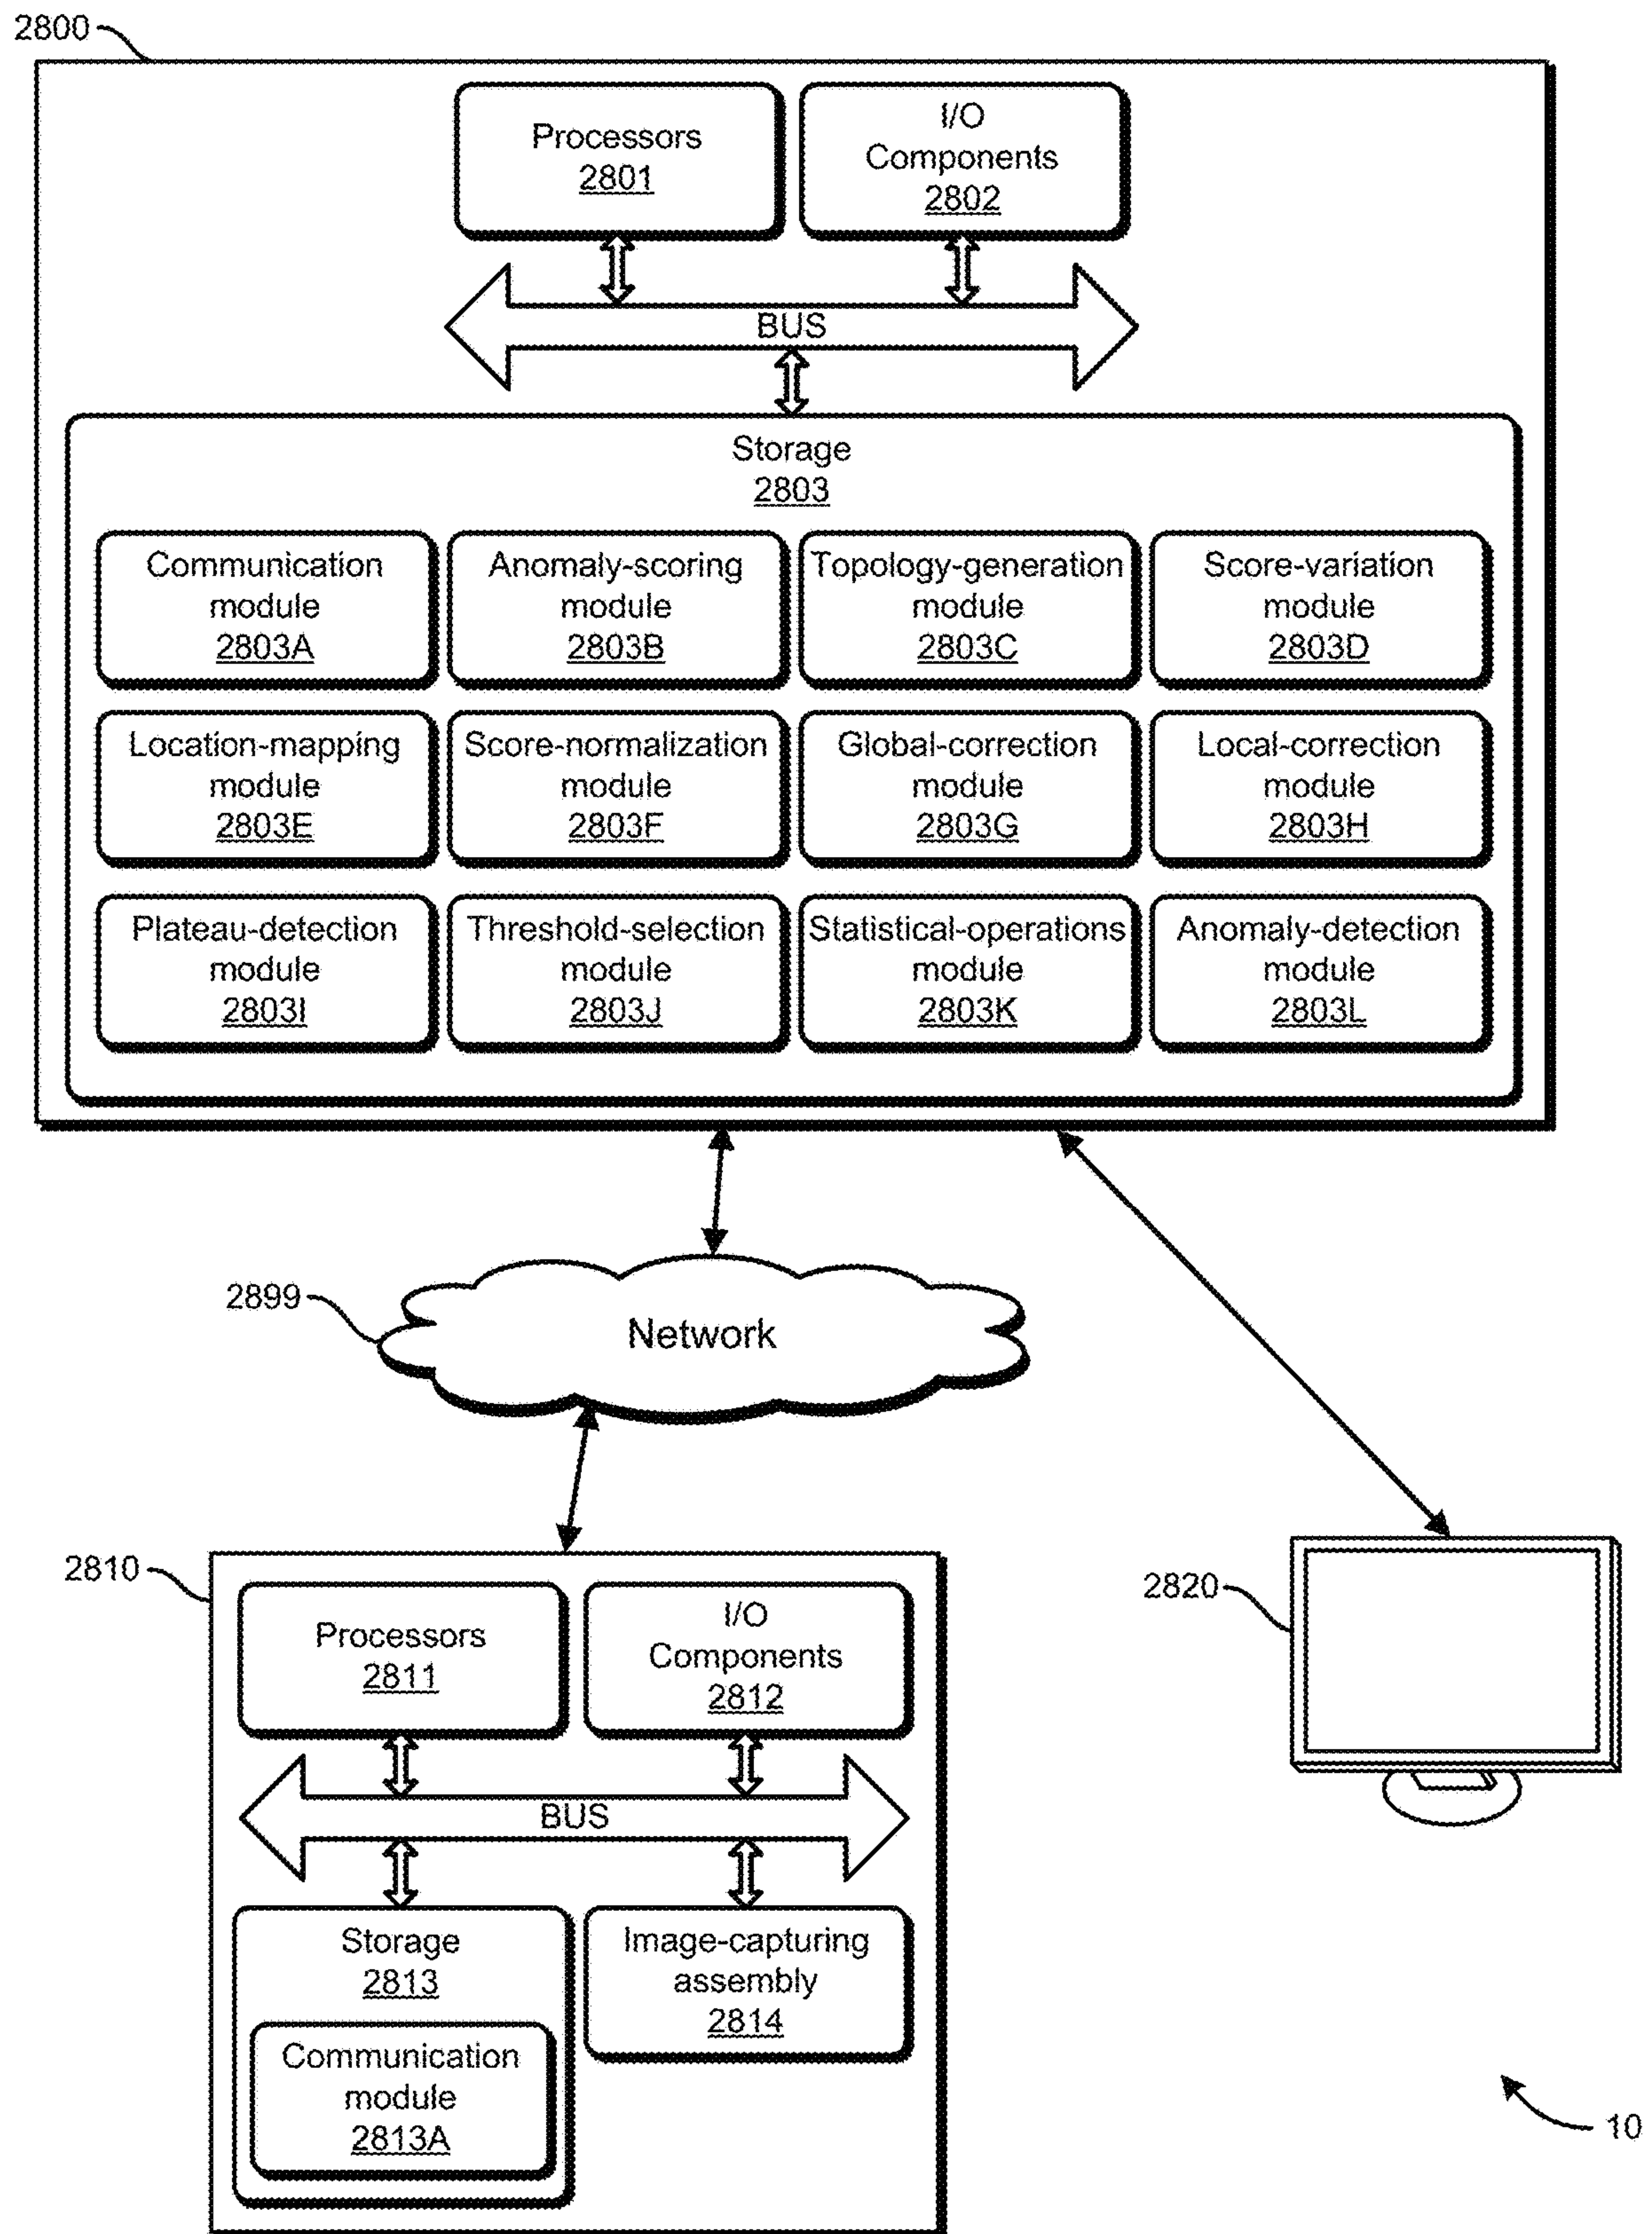 2800
Processors
2801
I/O
Components
2802
BUS
Storage
2803
Communication
module
2803A
Anomaly-scoring
module
2803B
Topology-generation
module
2803C
Score-variation
module
2803D
Location-mapping
module
2803E
Score-normalization
module
2803F
Global-correction
module
2803G
Local-correction
module
2803H
Plateau-detection
module
2803I
Threshold-selection
module
2803J
Statistical-operations
module
2803K
Anomaly-detection
module
2803L
2899
Network
2810
Processors
2811
I/O
Components
2812
2820
BUS
Storage
2813
Communication
module
2813A
Image-capturing
assembly
2814
10